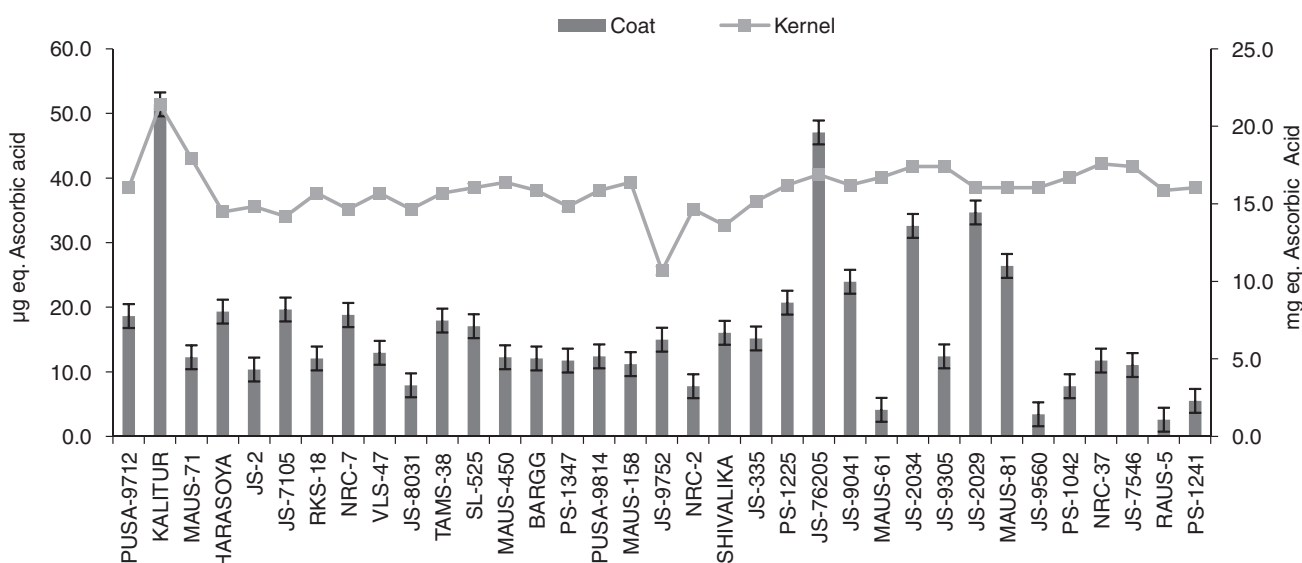 Coat Kernel
60.0
50.0
40.0
30.0
20.0
10.0
0.0
µg eq. Ascorbic acid
25.0
20.0
15.0
10.0
5.0
0.0
mg eq. Ascorbic Acid
PUSA-9712
KALITUR
MAUS-71
HARASOYA
JS-2
JS-7105
RKS-18
NRC-7
VLS-47
JS-8031
TAMS-38
SL-525
MAUS-450
BARGG
PS-1347
PUSA-9814
MAUS-158
JS-9752
NRC-2
SHIVALIKA
JS-335
PS-1225
JS-76205
JS-9041
MAUS-61
JS-2034
JS-9305
JS-2029
MAUS-81
JS-9560
PS-1042
NRC-37
JS-7546
RAUS-5
PS-1241